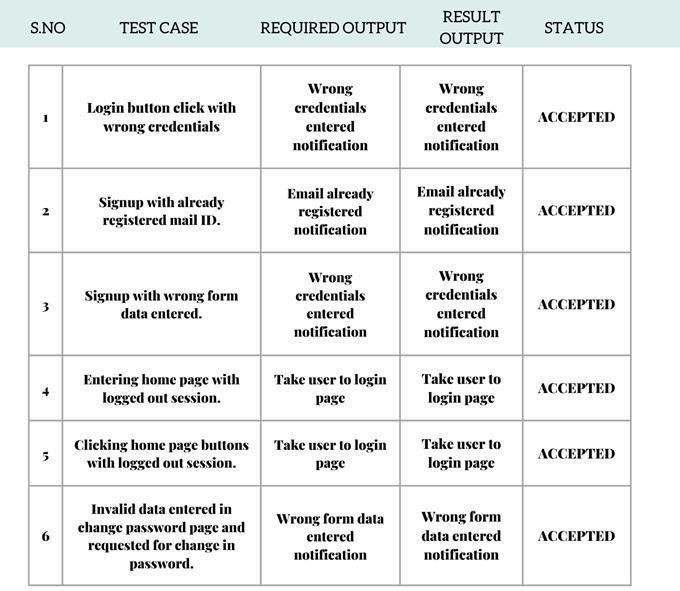 S.NO TEST CASE REQUIRED OUTPUT RESULT OUTPUT STATUS
1
Login button click with
wrong credentials
Wrong
credentials
entered
notification
Wrong
credentials
entered
notification
ACCEPTED
2
Signup with already
registered mail ID.
Email already
registered
notification
Email already
registered
notification
ACCEPTED
3
Signup with wrong form
data entered.
Wrong
credentials
entered
notification
Wrong
credentials
entered
notification
ACCEPTED
4
Entering home page with
logged out session.
Take user to login
page
Take user to
login page
ACCEPTED
5
Clicking home page buttons
with logged out session.
Take user to login
page
Take user to
login page
ACCEPTED
6
Invalid data entered in
change password page and
requested for change in
password.
Wrong form data
entered
notification
Wrong form
data entered
notification
ACCEPTED